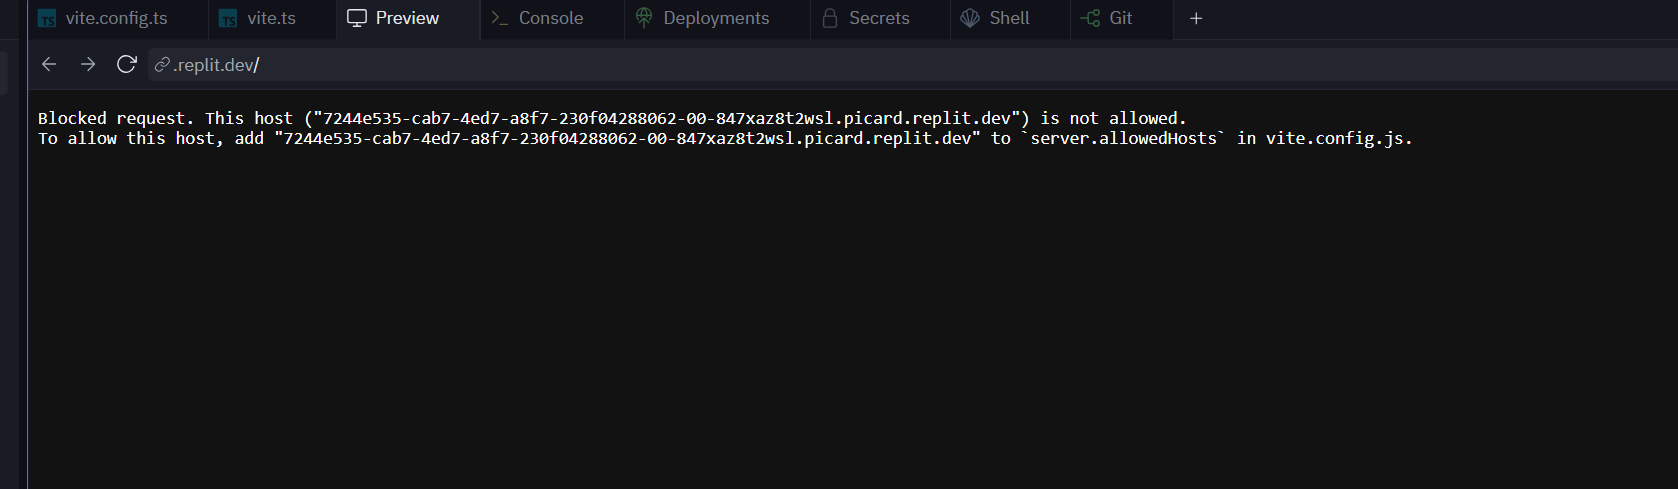 TS vite.config.ts TS vite.ts Preview Console Deployments Secrets Shell Git
.replit.dev/
Blocked request. This host ("7244e535-cab7-4ed7-a8f7-230f04288062-00-847xaz8t2wsl.picard.replit.dev") is not allowed.
To allow this host, add "7244e535-cab7-4ed7-a8f7-230f04288062-00-847xaz8t2wsl.picard.replit.dev" to `server.allowedHosts` in vite.config.js.